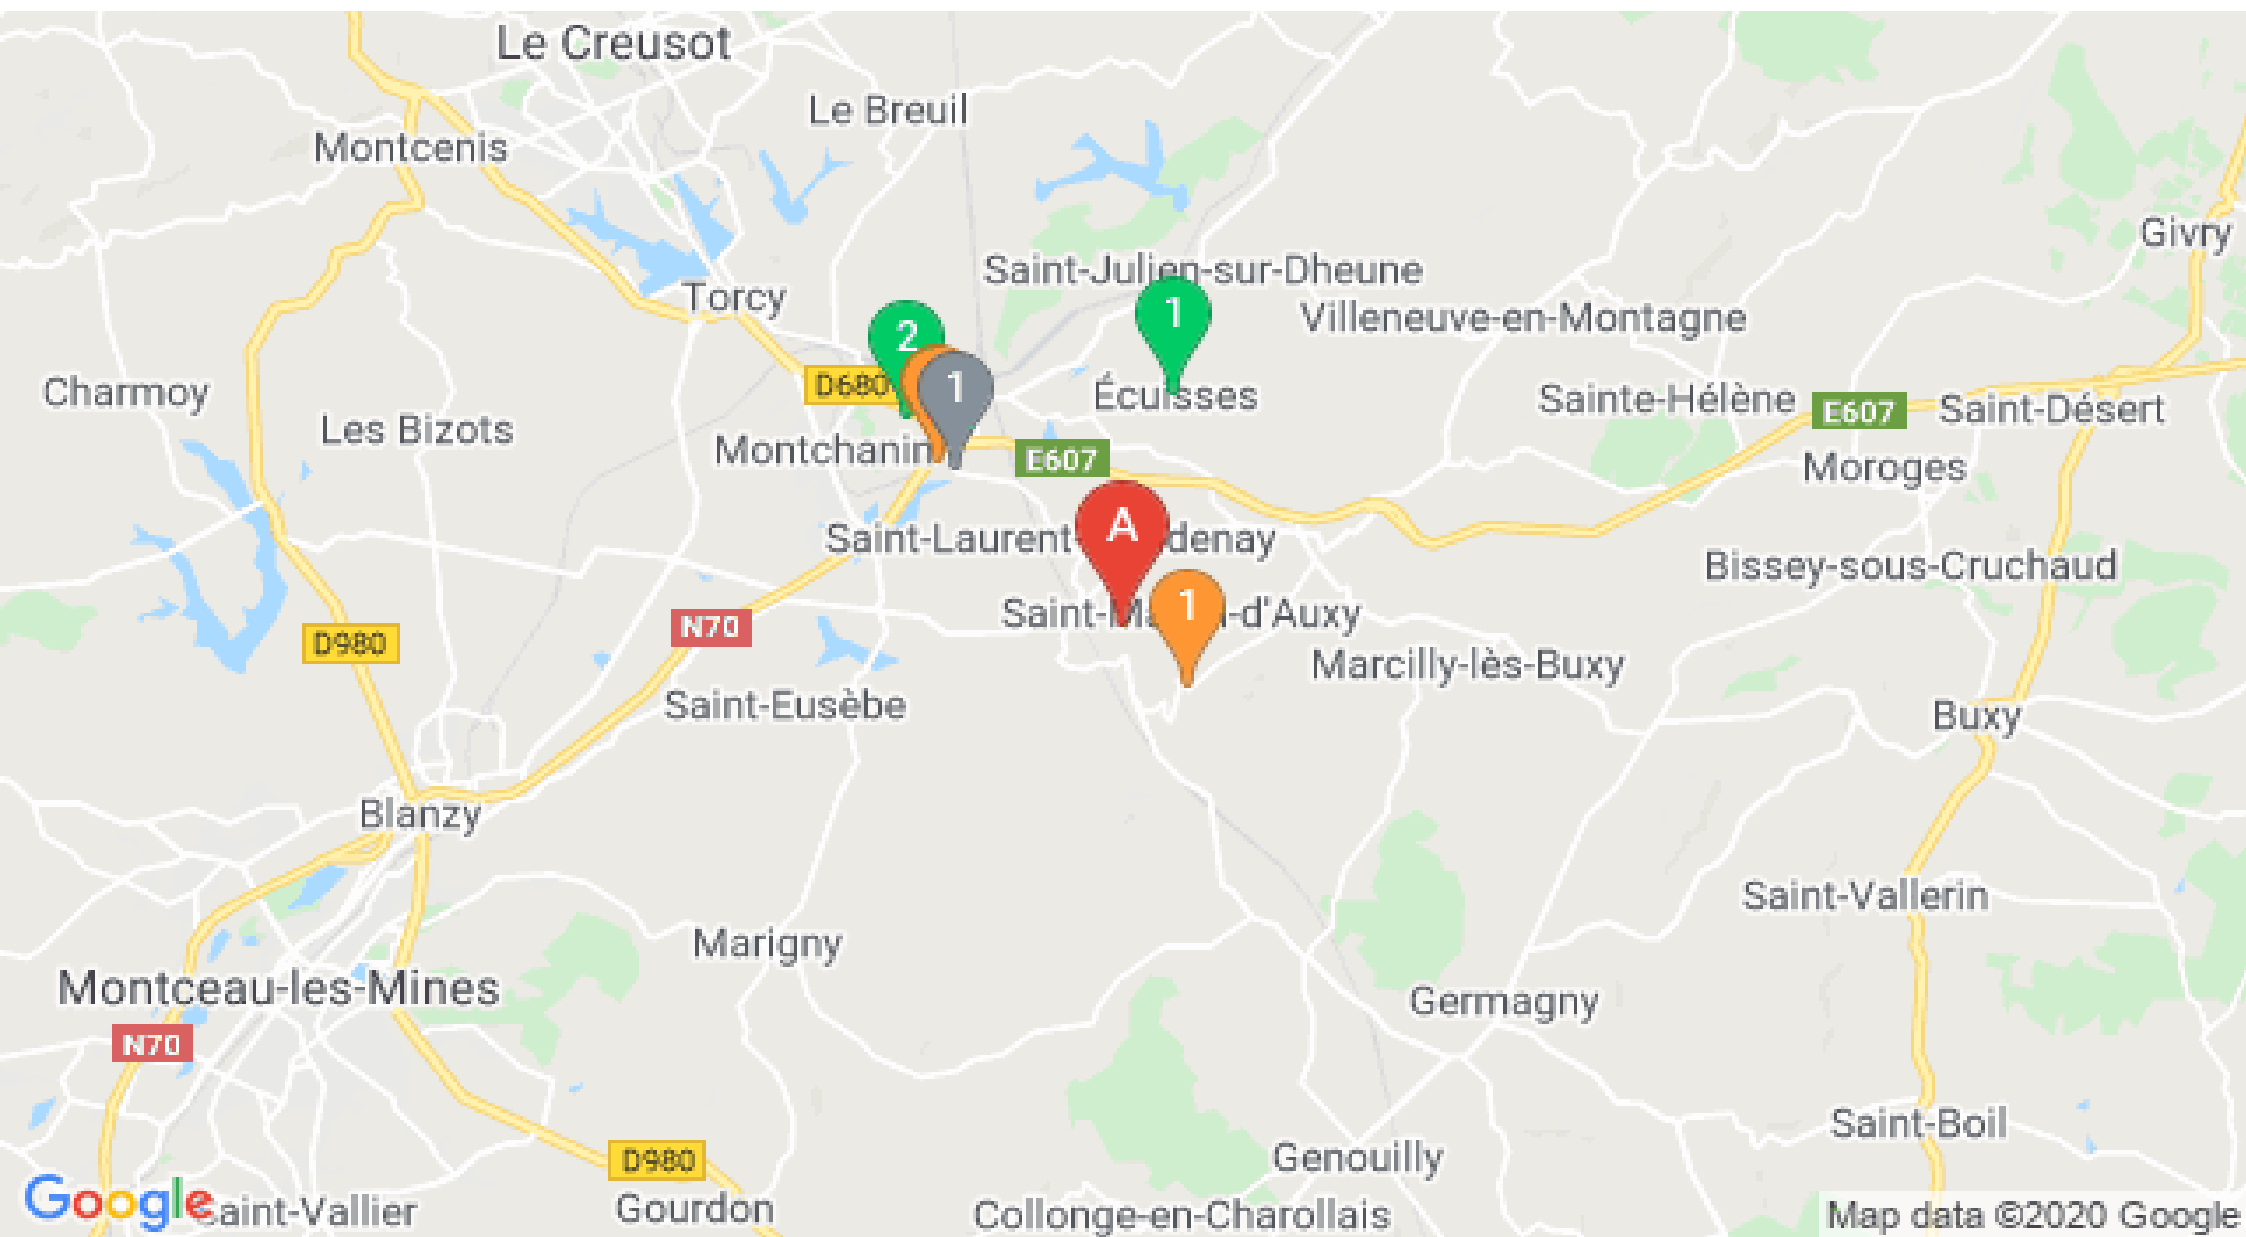 Le Creusot
Le Breuil
Montcenis
Givry
Saint-Julien-sur-Dheune
Torcy
1
Villeneuve-en-Montagne
2
D680
1
Charmoy
Écuisses
Sainte-Hélène
E607
Saint-Désert
Les Bizots
Montchanin
E607
Moroges
A
Saint-Laurent
denay
Bissey-sous-Cruchaud
1
d'Auxy
N70
D980
Marcilly-lès-Buxy
Saint-Eusèbe
Buxy
Blanzy
Saint-Vallerin
Marigny
Montceau-les-Mines
Germagny
N70
Saint-Boil
D980
Genouilly
Google
Saint-Vallier
Gourdon
Collonge-en-Charollais
Map data ©2020 Google